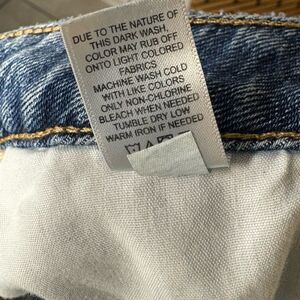 DUE TO THE NATURE OF
THIS DARK WASH,
COLOR MAY RUB OFF
ONTO LIGHT COLORED
FABRICS
MACHINE WASH COLD
WITH LIKE COLORS
ONLY NON-CHLORINE
BLEACH WHEN NEEDED
TUMBLE DRY LOW
WARM IRON IF NEEDED